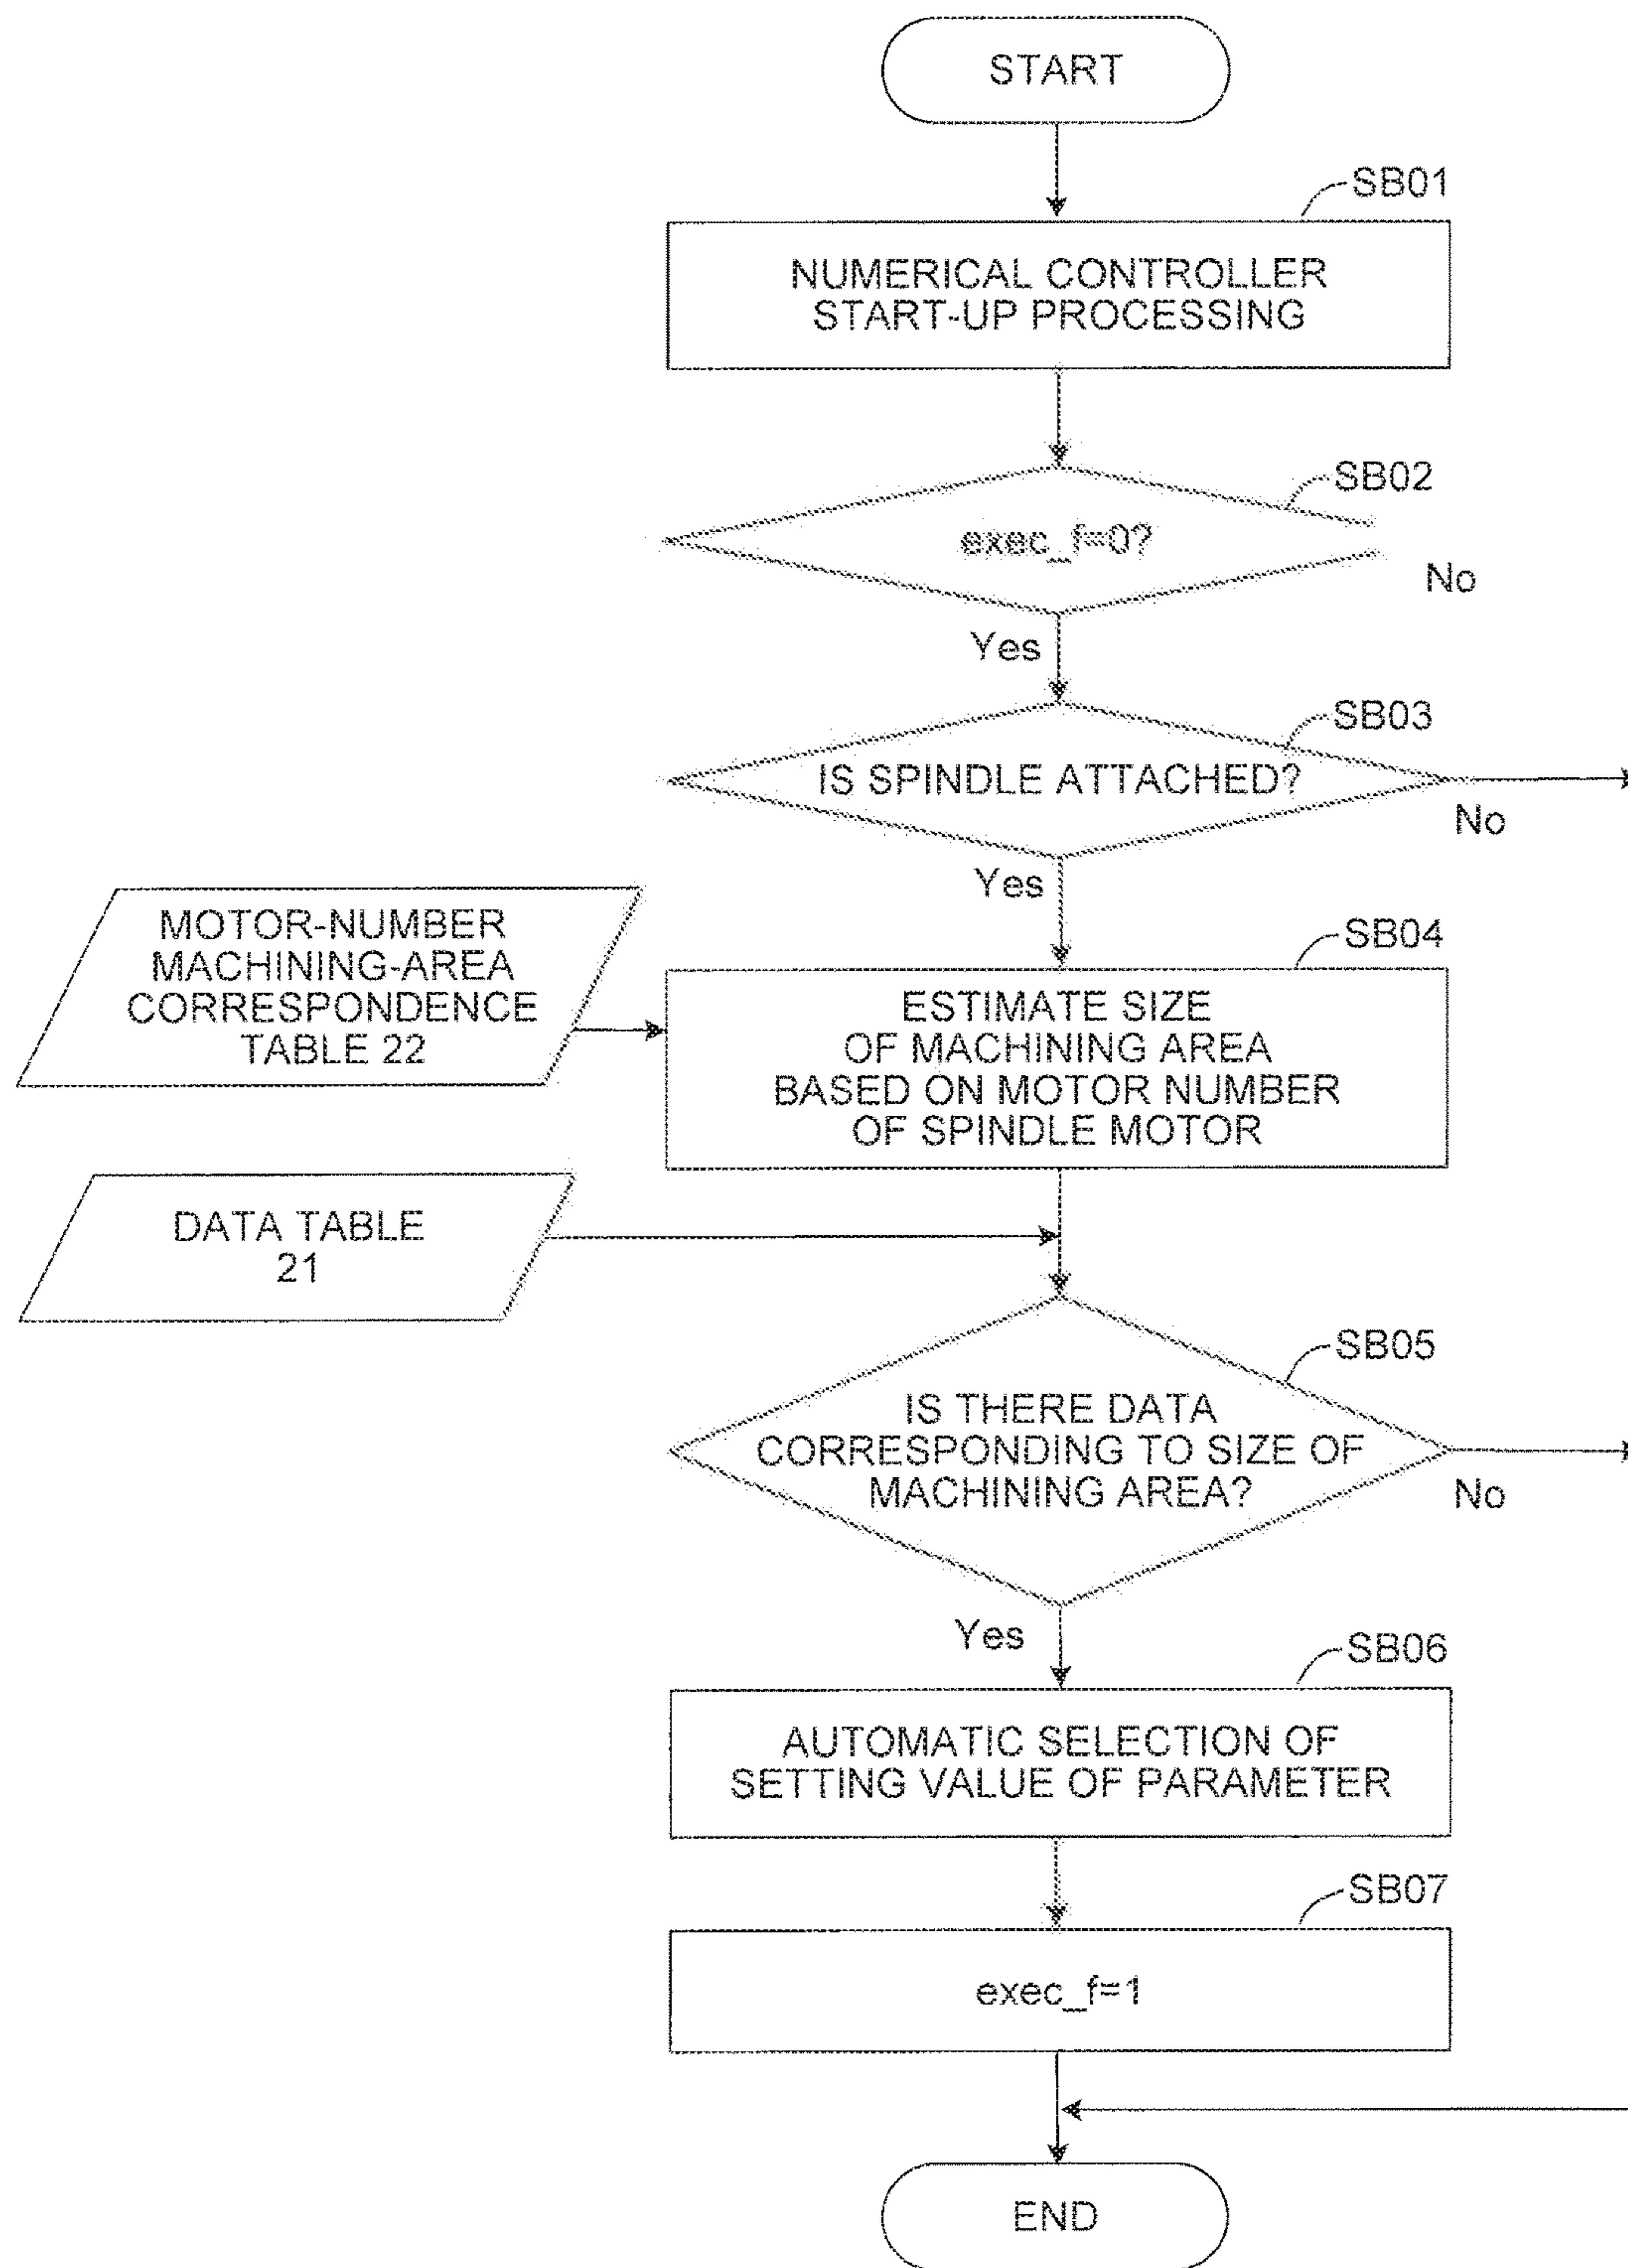 START
SB01
NUMERICAL CONTROLLER
START-UP PROCESSING
SB02
exec_f=0?
No
Yes
SB03
IS SPINDLE ATTACHED?
No
Yes
MOTOR-NUMBER
MACHINING-AREA
CORRESPONDENCE
TABLE 22
SB04
ESTIMATE SIZE
OF MACHINING AREA
BASED ON MOTOR NUMBER
OF SPINDLE MOTOR
DATA TABLE
21
SB05
IS THERE DATA
CORRESPONDING TO SIZE OF
MACHINING AREA?
No
Yes
SB06
AUTOMATIC SELECTION OF
SETTING VALUE OF PARAMETER
SB07
exec_f=1
END